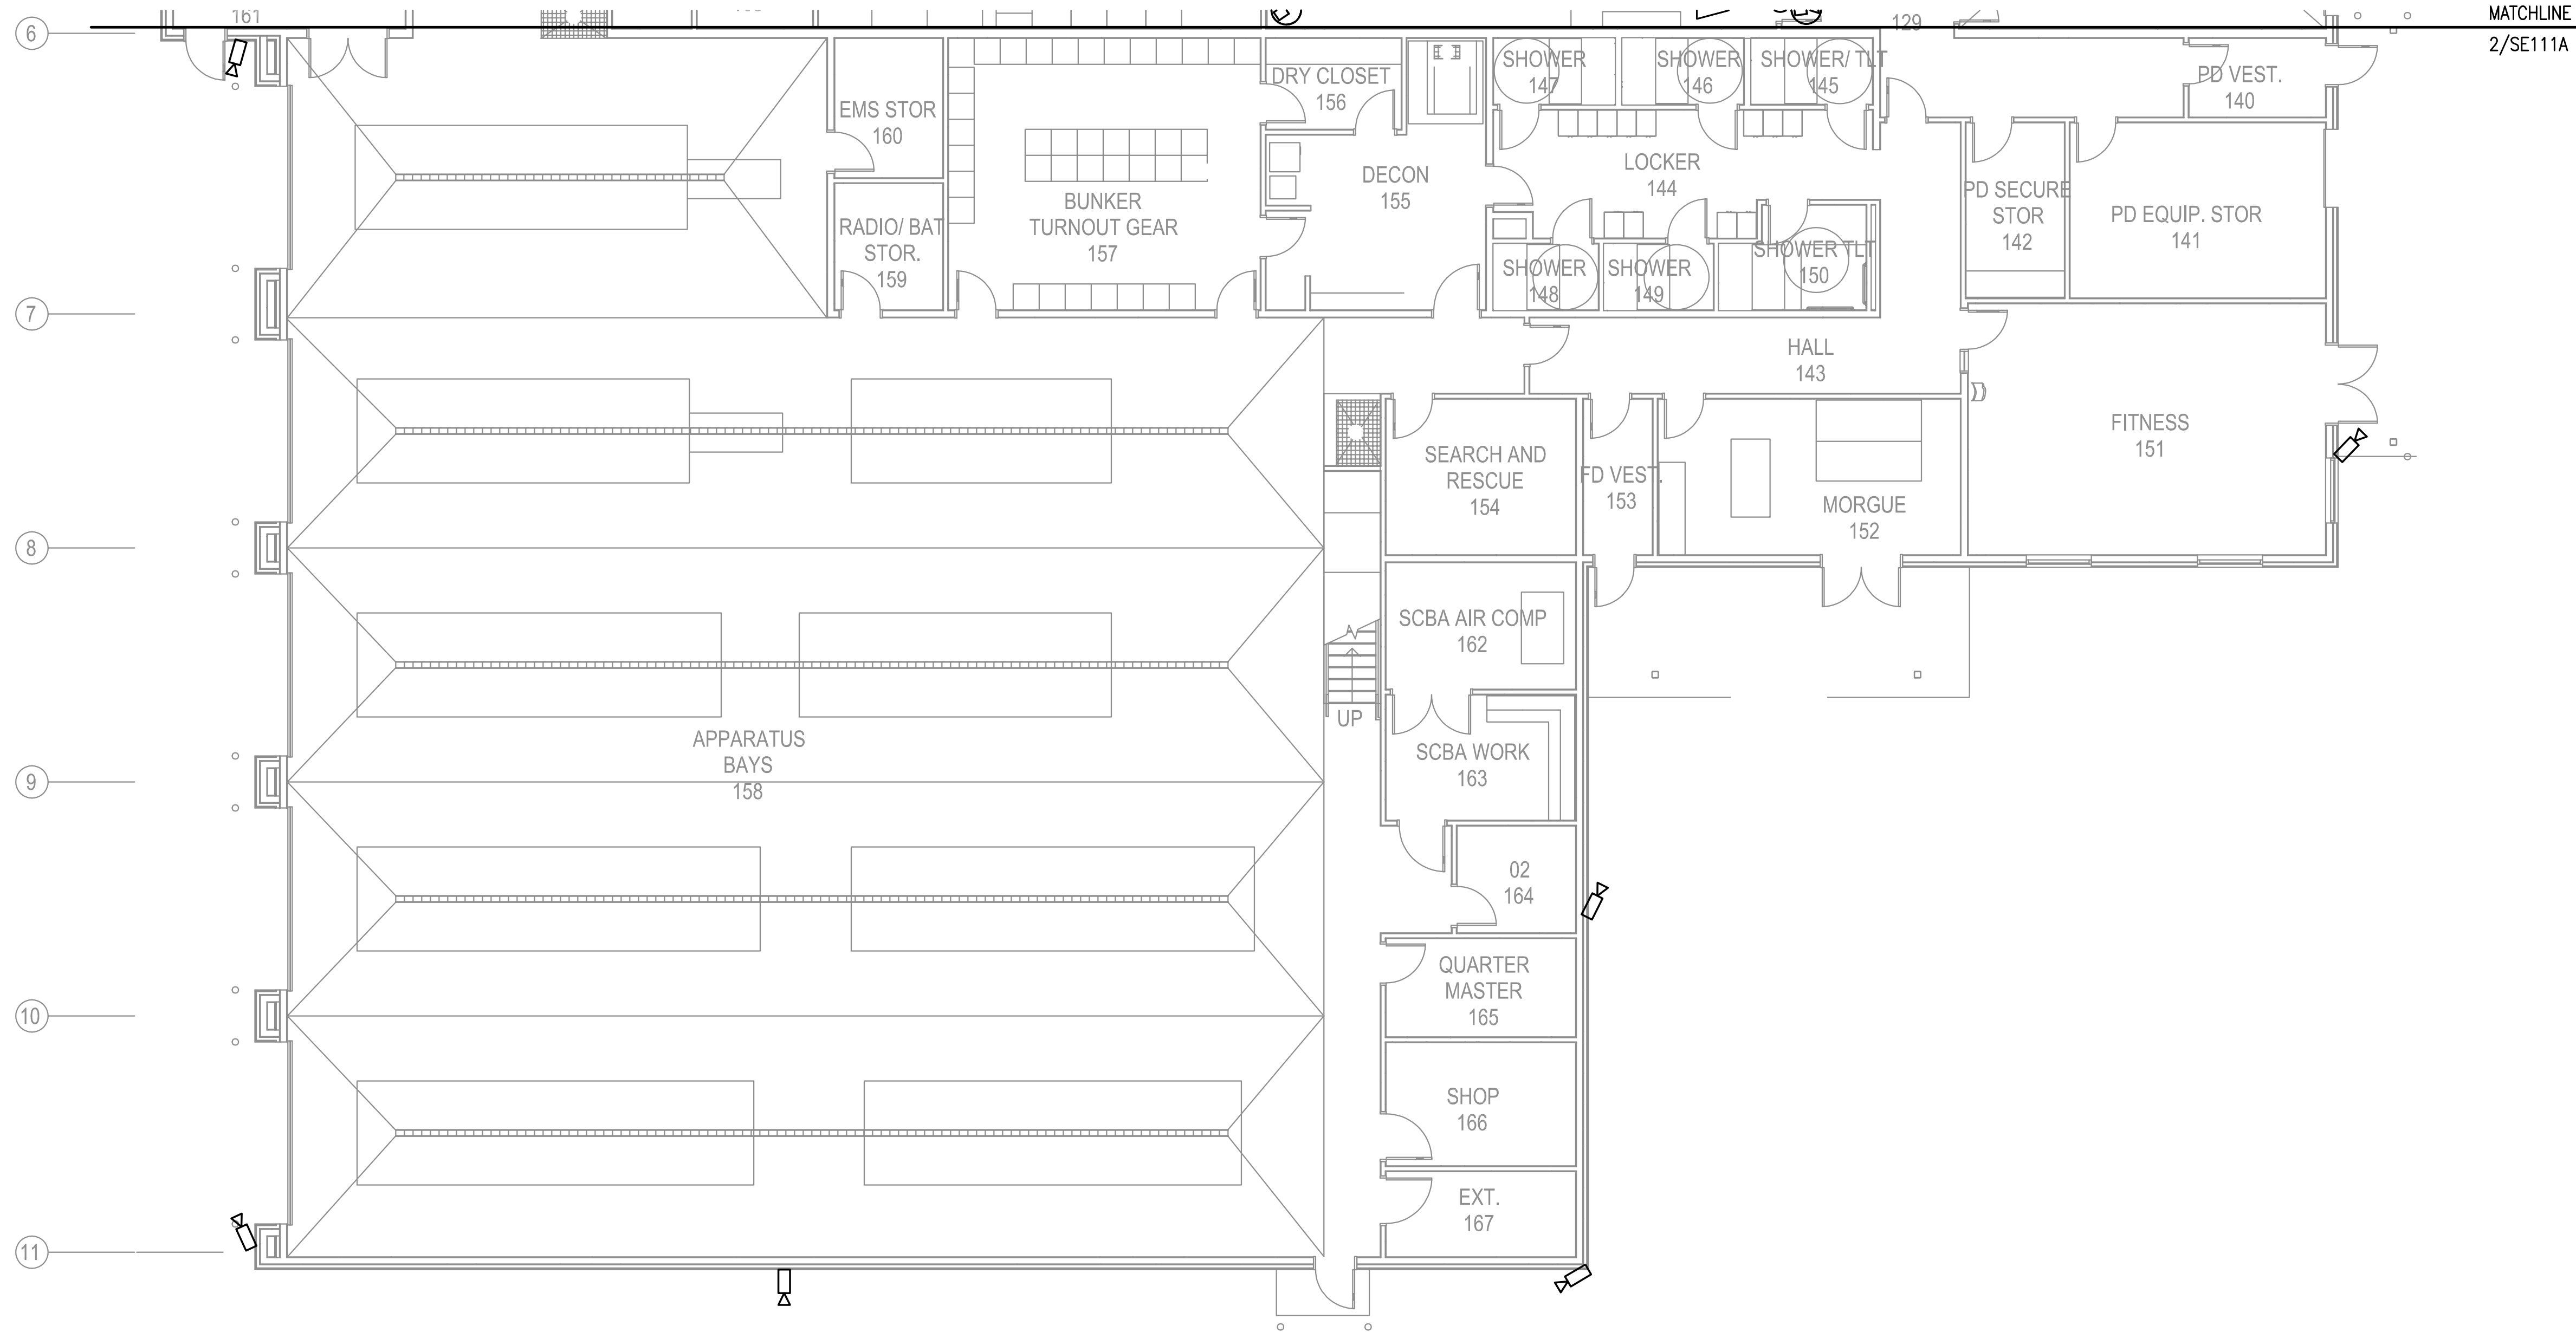 MATCHLINE
2/SE111A
6
161
129
SHOWER
147
SHOWER
146
SHOWER/ TLT
145
PD VEST.
140
DRY CLOSET
156
EMS STOR
160
DECON
155
LOCKER
144
BUNKER
TURNOUT GEAR
157
PD SECURE
STOR
142
PD EQUIP. STOR
141
RADIO/ BAT
STOR.
159
SHOWER
148
SHOWER
149
SHOWER TLT
150
7
HALL
143
FITNESS
151
SEARCH AND
RESCUE
154
FD VEST.
153
MORGUE
152
8
SCBA AIR COMP
162
UP
APPARATUS
BAYS
158
SCBA WORK
163
9
02
164
QUARTER
MASTER
165
10
SHOP
166
EXT.
167
11